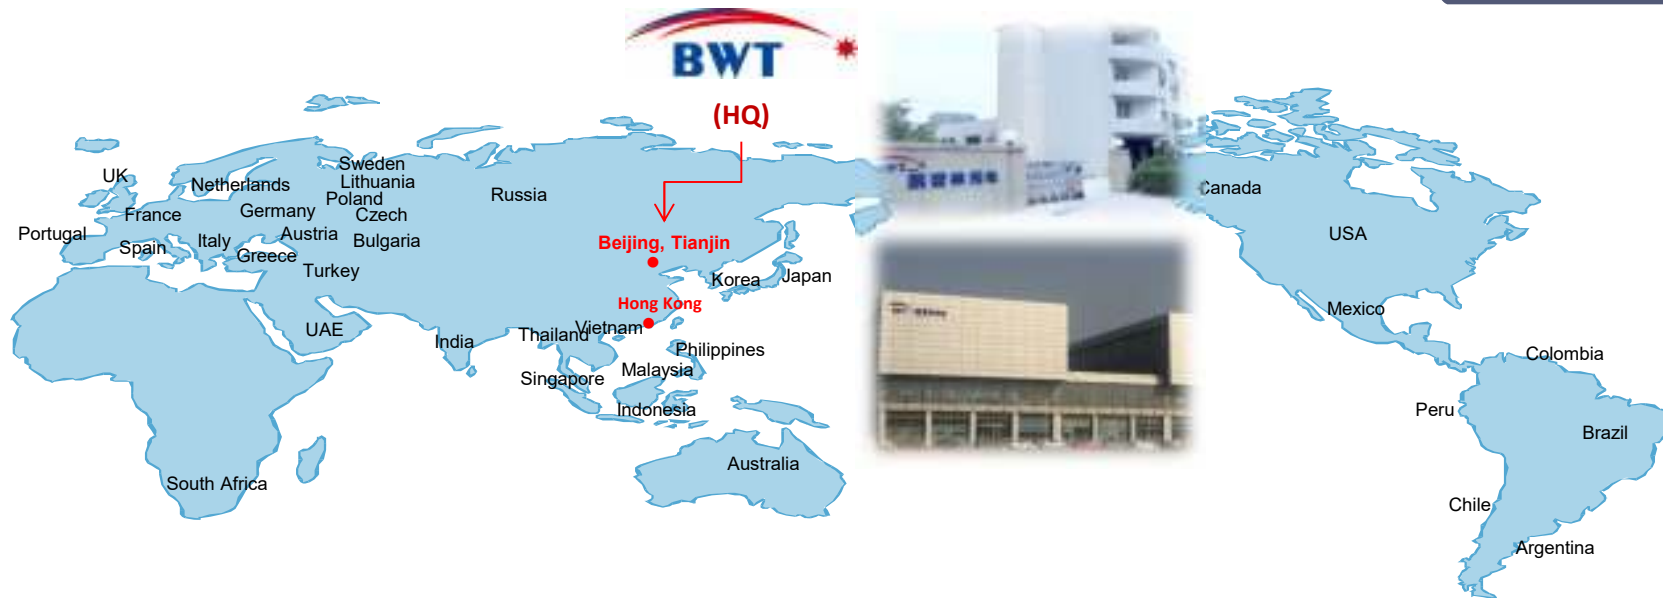 BWT
(HQ)
UK
Sweden
Netherlands
Lithuania
Russia
Poland
France
Germany
Czech
Portugal
Spain
Italy
Austria
Bulgaria
Greece
Turkey
Beijing, Tianjin
Korea
Japan
Hong Kong
UAE
India
Thailand
Vietnam
Philippines
Singapore
Malaysia
Indonesia
Australia
South Africa
Canada
USA
Mexico
Colombia
Peru
Brazil
Chile
Argentina